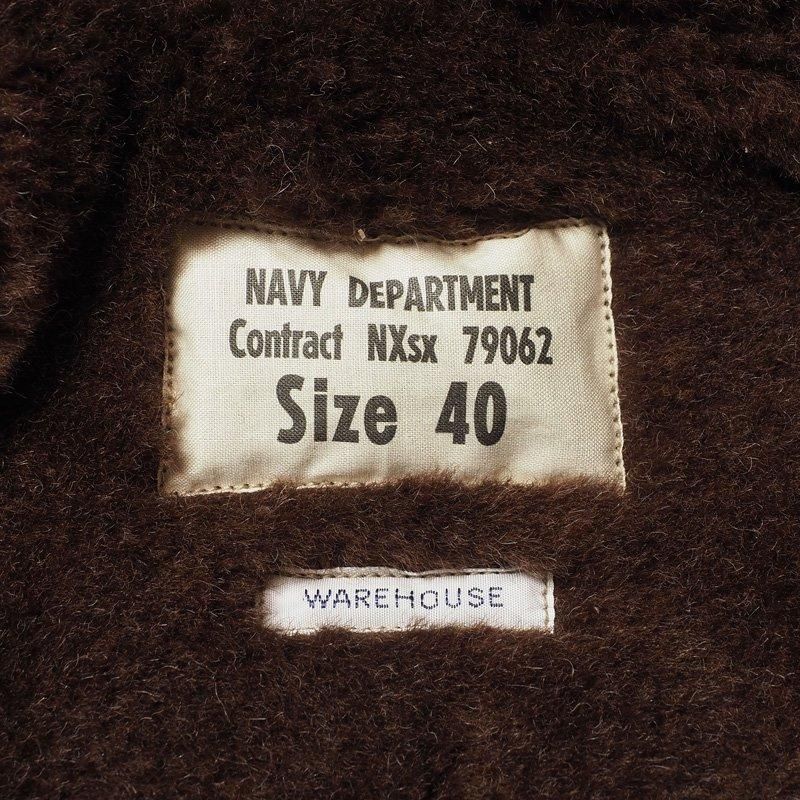 NAVY DEPARTMENT
Contract NXsx 79062
Size 40
WAREHOUSE